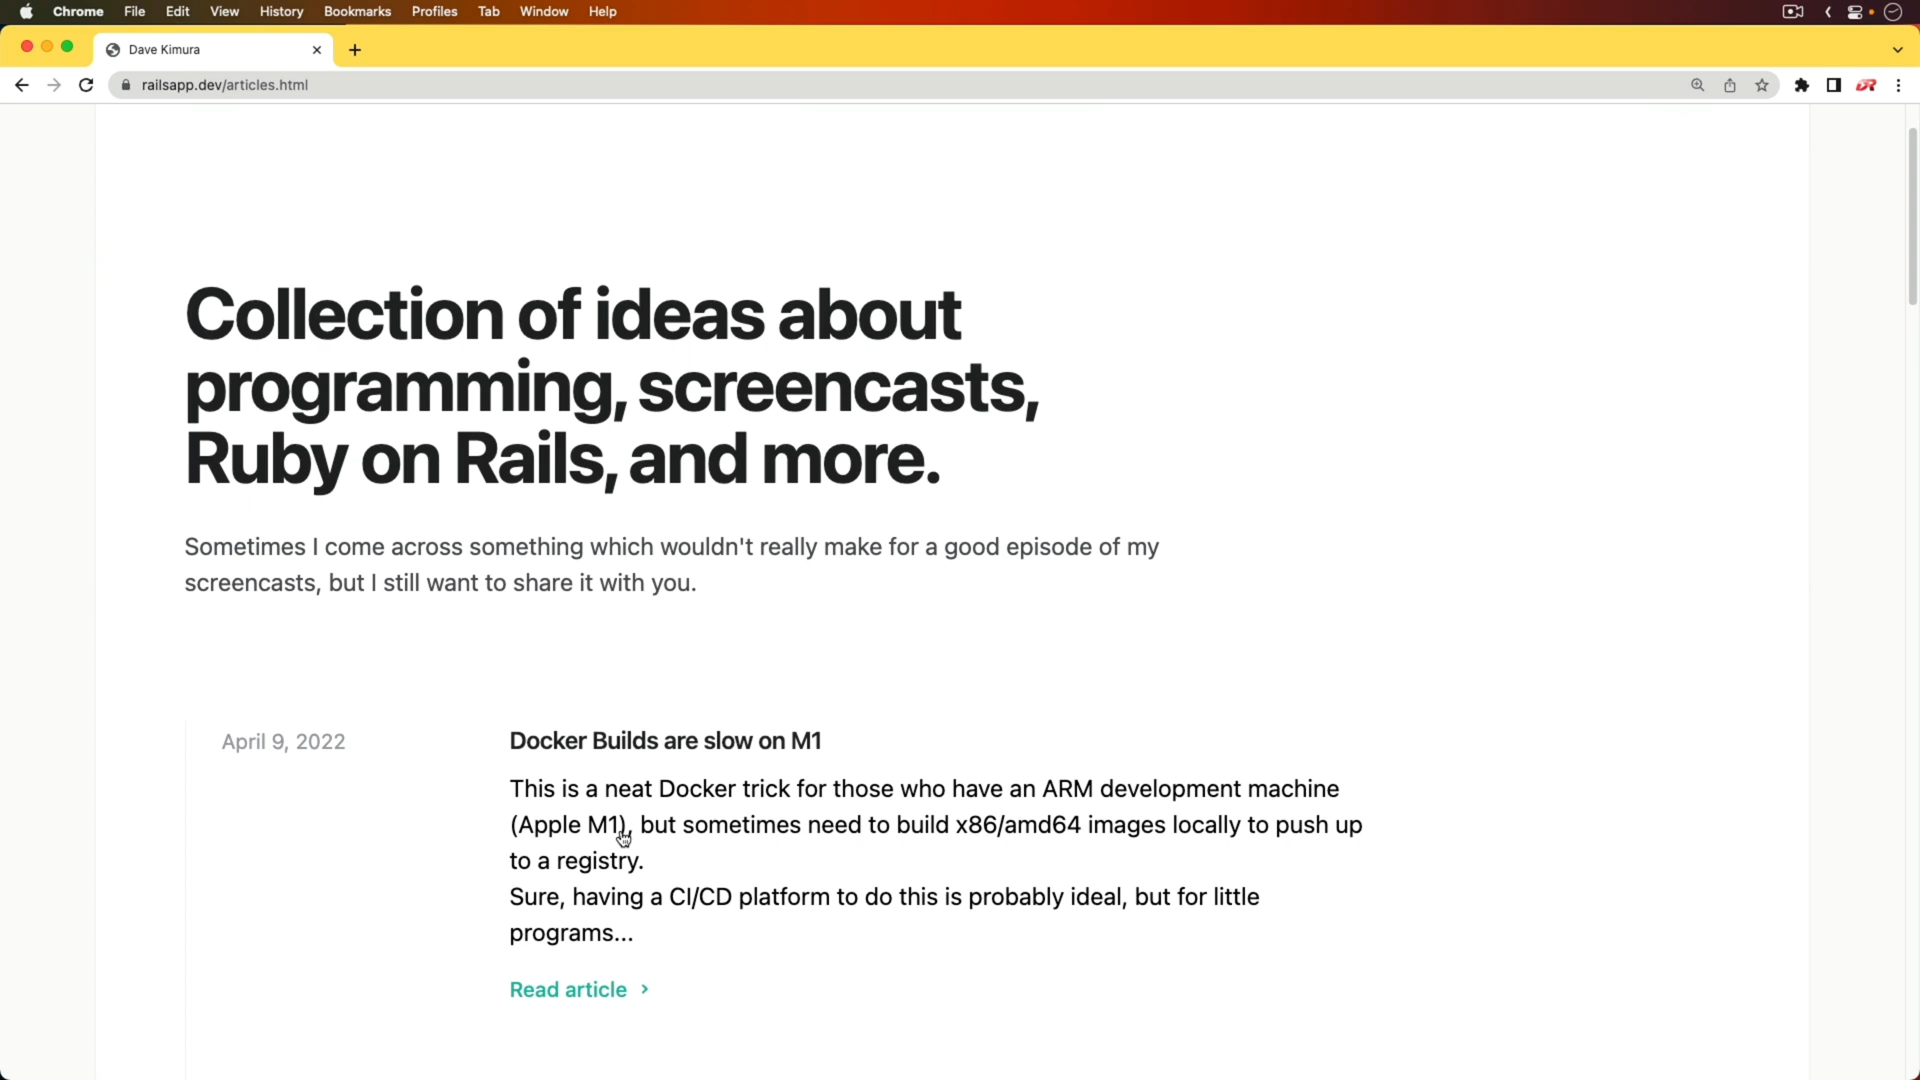 Chrome File Edit View History Bookmarks Profiles Tab Window Help
Dave Kimura
railsapp.dev/articles.html
Collection of ideas about
programming, screencasts,
Ruby on Rails, and more.
Sometimes I come across something which wouldn't really make for a good episode of my
screencasts, but I still want to share it with you.
April 9, 2022
Docker Builds are slow on M1
This is a neat Docker trick for those who have an ARM development machine
(Apple M1), but sometimes need to build x86/amd64 images locally to push up
to a registry.
Sure, having a CI/CD platform to do this is probably ideal, but for little
programs...
Read article